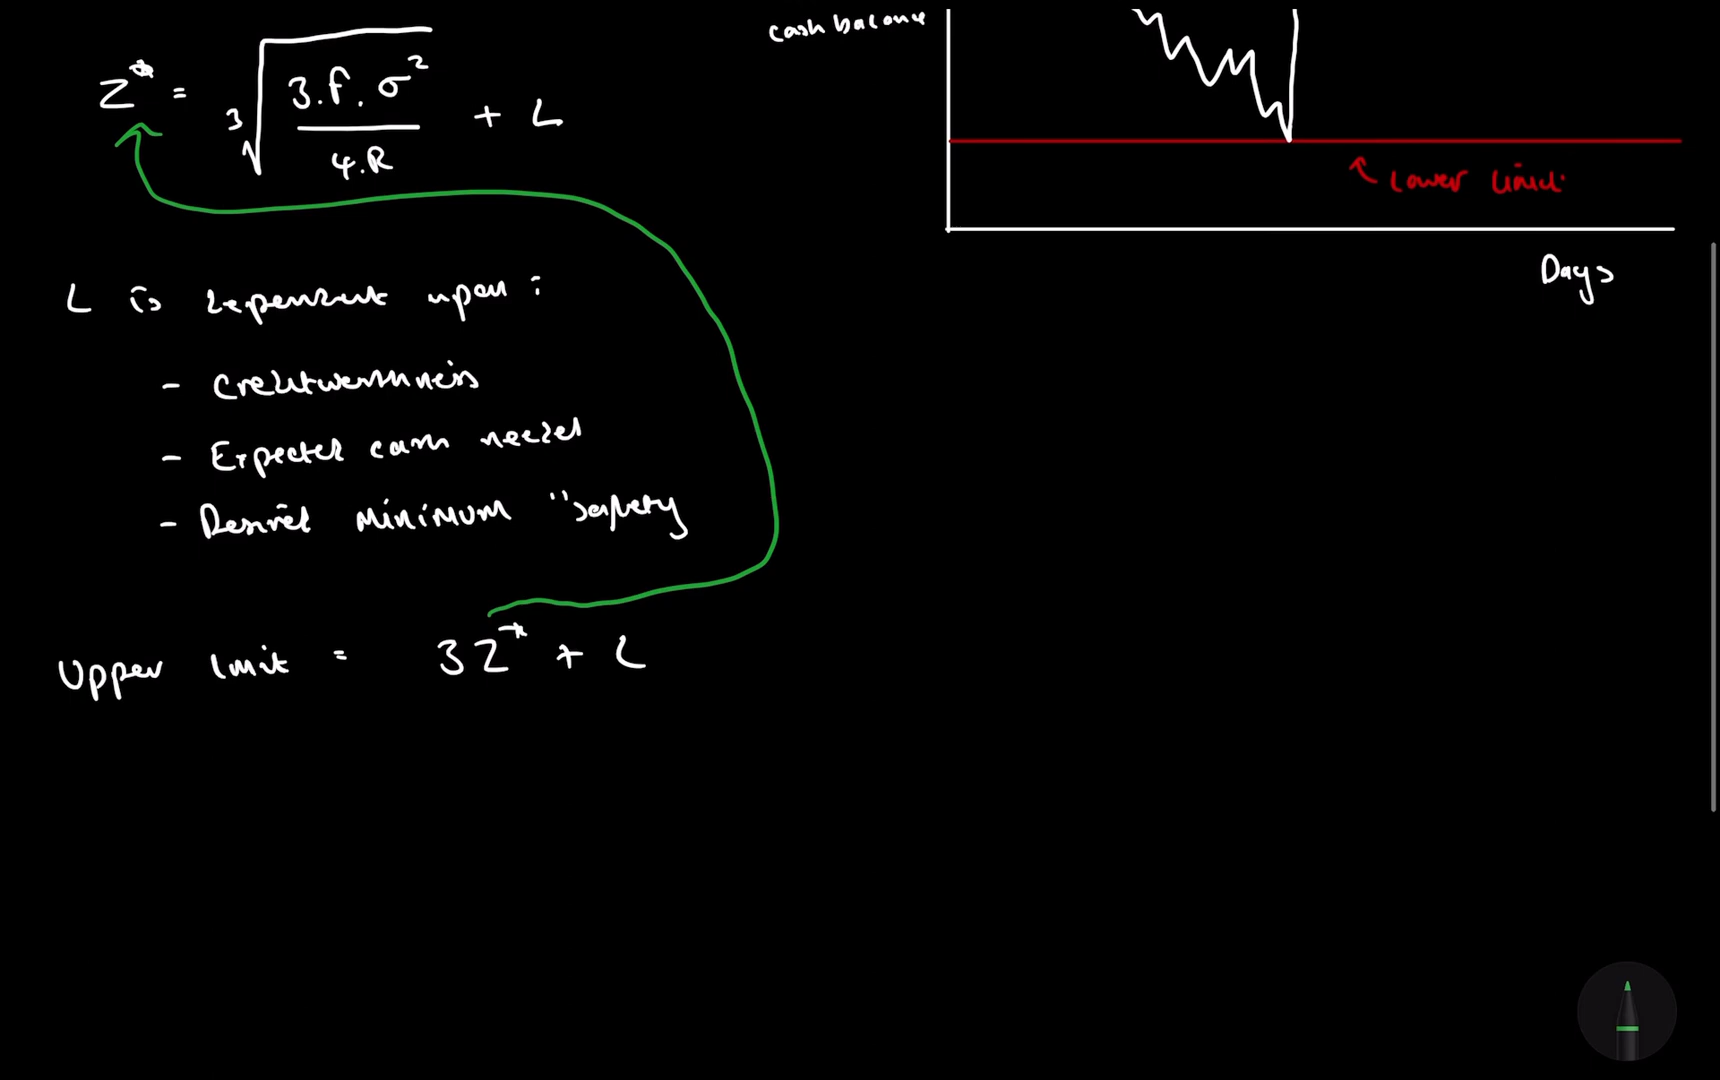 Z* = ∛(3.F.σ² / 4.R) + L
L is dependent upon :
- Creditworthiness
- Expected cash needed
- Desired minimum "safety
Upper limit = 3Z* + L
cash balance
Lower limit
Days